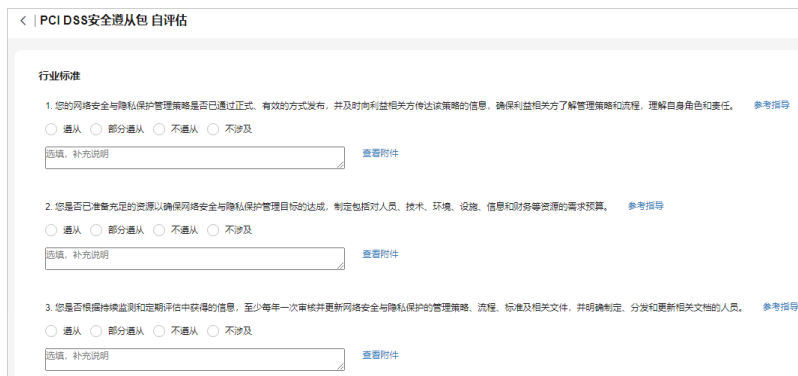 PCI DSS安全遵从包 自评估
行业标准
1. 您的网络安全与隐私保护管理策略是否已通过正式、有效的方式发布，并及时向利益相关方传达该策略的信息，确保利益相关方了解管理策略和流程，理解自身角色和责任。 参考指导
遵从 部分遵从 不遵从 不涉及
选填，补充说明 查看附件
2. 您是否已准备充足的资源以确保网络安全与隐私保护管理目标的达成，制定包括对人员、技术、环境、设施、信息和财务等资源的需求预算。 参考指导
遵从 部分遵从 不遵从 不涉及
选填，补充说明 查看附件
3. 您是否根据持续监测和定期评估中获得的信息，至少每年一次审核并更新网络安全与隐私保护的管理策略、流程、标准及相关文件，并明确制定、分发和更新相关文档的人员。 参考指导
遵从 部分遵从 不遵从 不涉及
选填，补充说明 查看附件